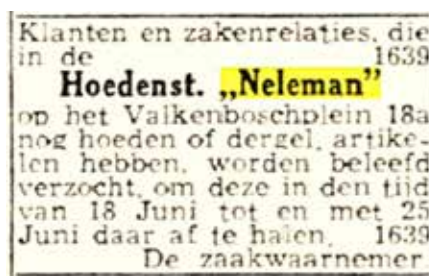 Klanten en zakenrelaties, die
in de 1639
Hoedenst. „Neleman”
op het Valkenboschplein 18a
nog hoeden of dergel. artike-
len hebben, worden beleefd
verzocht, om deze in den tijd
van 18 Juni tot en met 25
Juni daar af te halen. 1639
De zaakwaarnemer